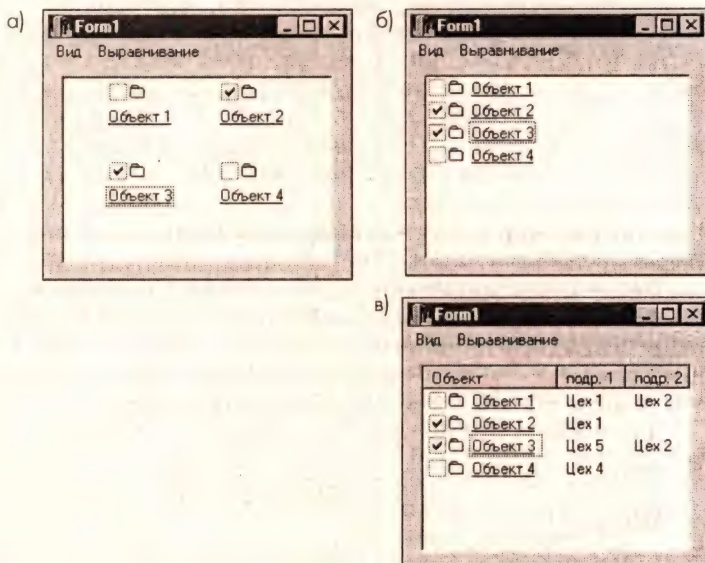 а)
Form1
Вид Выравнивание
Объект 1 Объект 2
Объект 3 Объект 4
б)
Form1
Вид Выравнивание
Объект 1
Объект 2
Объект 3
Объект 4
в)
Form1
Вид Выравнивание
Объект подр. 1 подр. 2
Объект 1 Цех 1 Цех 2
Объект 2 Цех 1
Объект 3 Цех 5 Цех 2
Объект 4 Цех 4